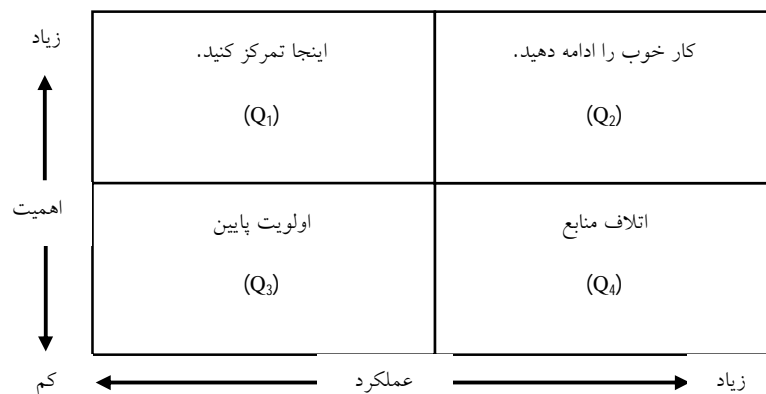 زیاد
اینجا تمرکز کنید.
(Q₁)
کار خوب را ادامه دهید.
(Q₂)
اهمیت
اولویت پایین
(Q₃)
اتلاف منابع
(Q₄)
کم
عملکرد
زیاد